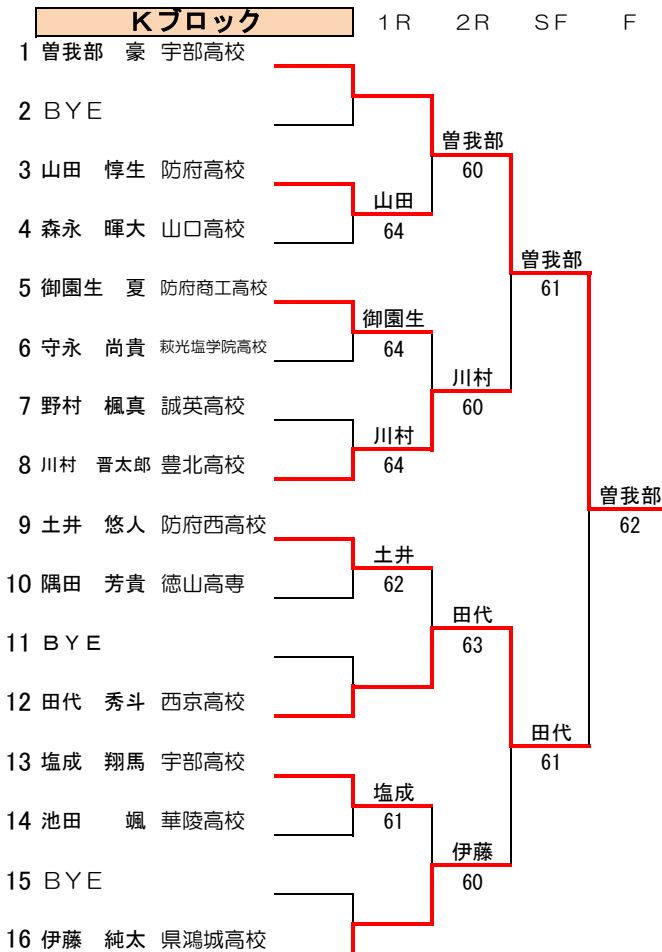 Kブロック 1R 2R SF F
1 曽我部 豪 宇部高校
2 BYE
曽我部
3 山田 惇生 防府高校
60
山田
4 森永 暉大 山口高校
64
曽我部
5 御園生 夏 防府商工高校
61
御園生
6 守永 尚貴 萩光塩学院高校
64
川村
7 野村 楓真 誠英高校
60
川村
8 川村 晋太郎 豊北高校
64
曽我部
9 土井 悠人 防府西高校
62
土井
10 隅田 芳貴 徳山高専
62
田代
11 BYE
63
12 田代 秀斗 西京高校
田代
13 塩成 翔馬 宇部高校
61
塩成
14 池田 颯 華陵高校
61
伊藤
15 BYE
60
16 伊藤 純太 県鴻城高校